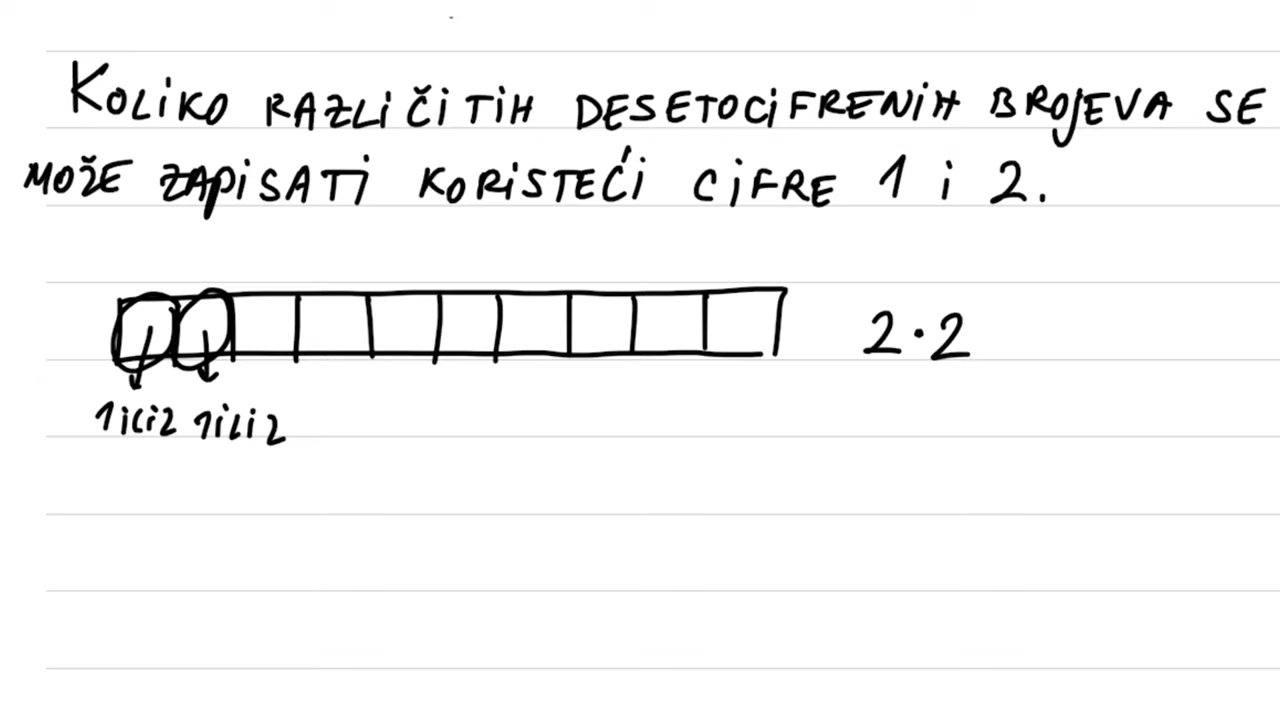 KOLIKO RAZLIČITIH DESETOCIFRENIH BROJEVA SE
MOŽE ZAPISATI KORISTEĆI CIFRE 1 I 2.
2·2
1 ILI 2 1 ILI 2